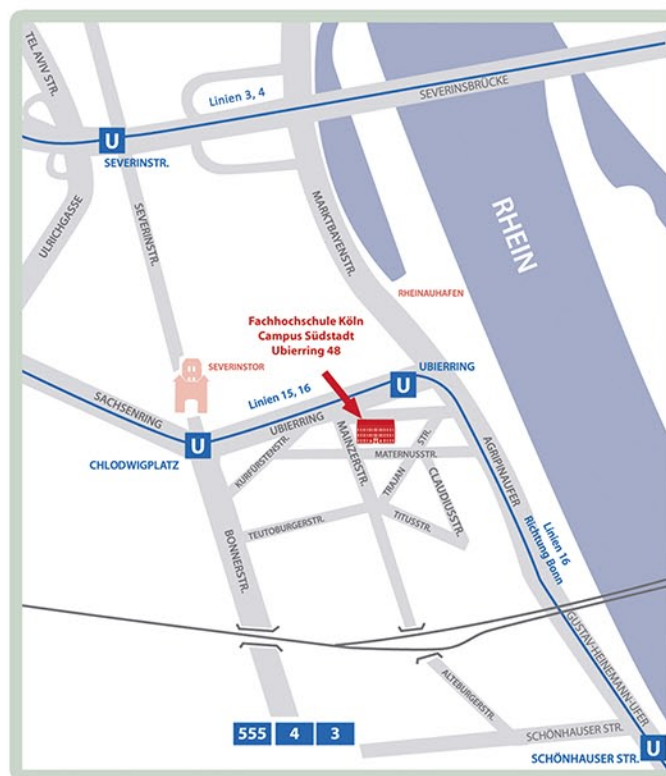 TEL AVIV STR.
Linien 3, 4
SEVERINSBRÜCKE
U
SEVERINSTR.
ULRICHGASSE
SEVERINSTR.
MARKTBAYENSTR.
RHEIN
RHEINAUHAFEN
Fachhochschule Köln
Campus Südstadt
Ubierring 48
SEVERINSTOR
UBIERRING
U
Linien 15, 16
SACHSENRING
UBIERRING
U
CHLODWIGPLATZ
KURFÜRSTENSTR.
MAINZERSTR.
MATERNUSSTR.
TRAJAN
STR.
CLAUDIUSSTR.
AGRIPINAUFER
TITUSSTR.
TEUTOBURGERSTR.
BONNERSTR.
Linien 16
Richtung Bonn
GUSTAV-HEINEMANN-UFER
ALTEBURGERSTR.
555
4
3
SCHÖNHAUSER STR.
U
SCHÖNHAUSER STR.